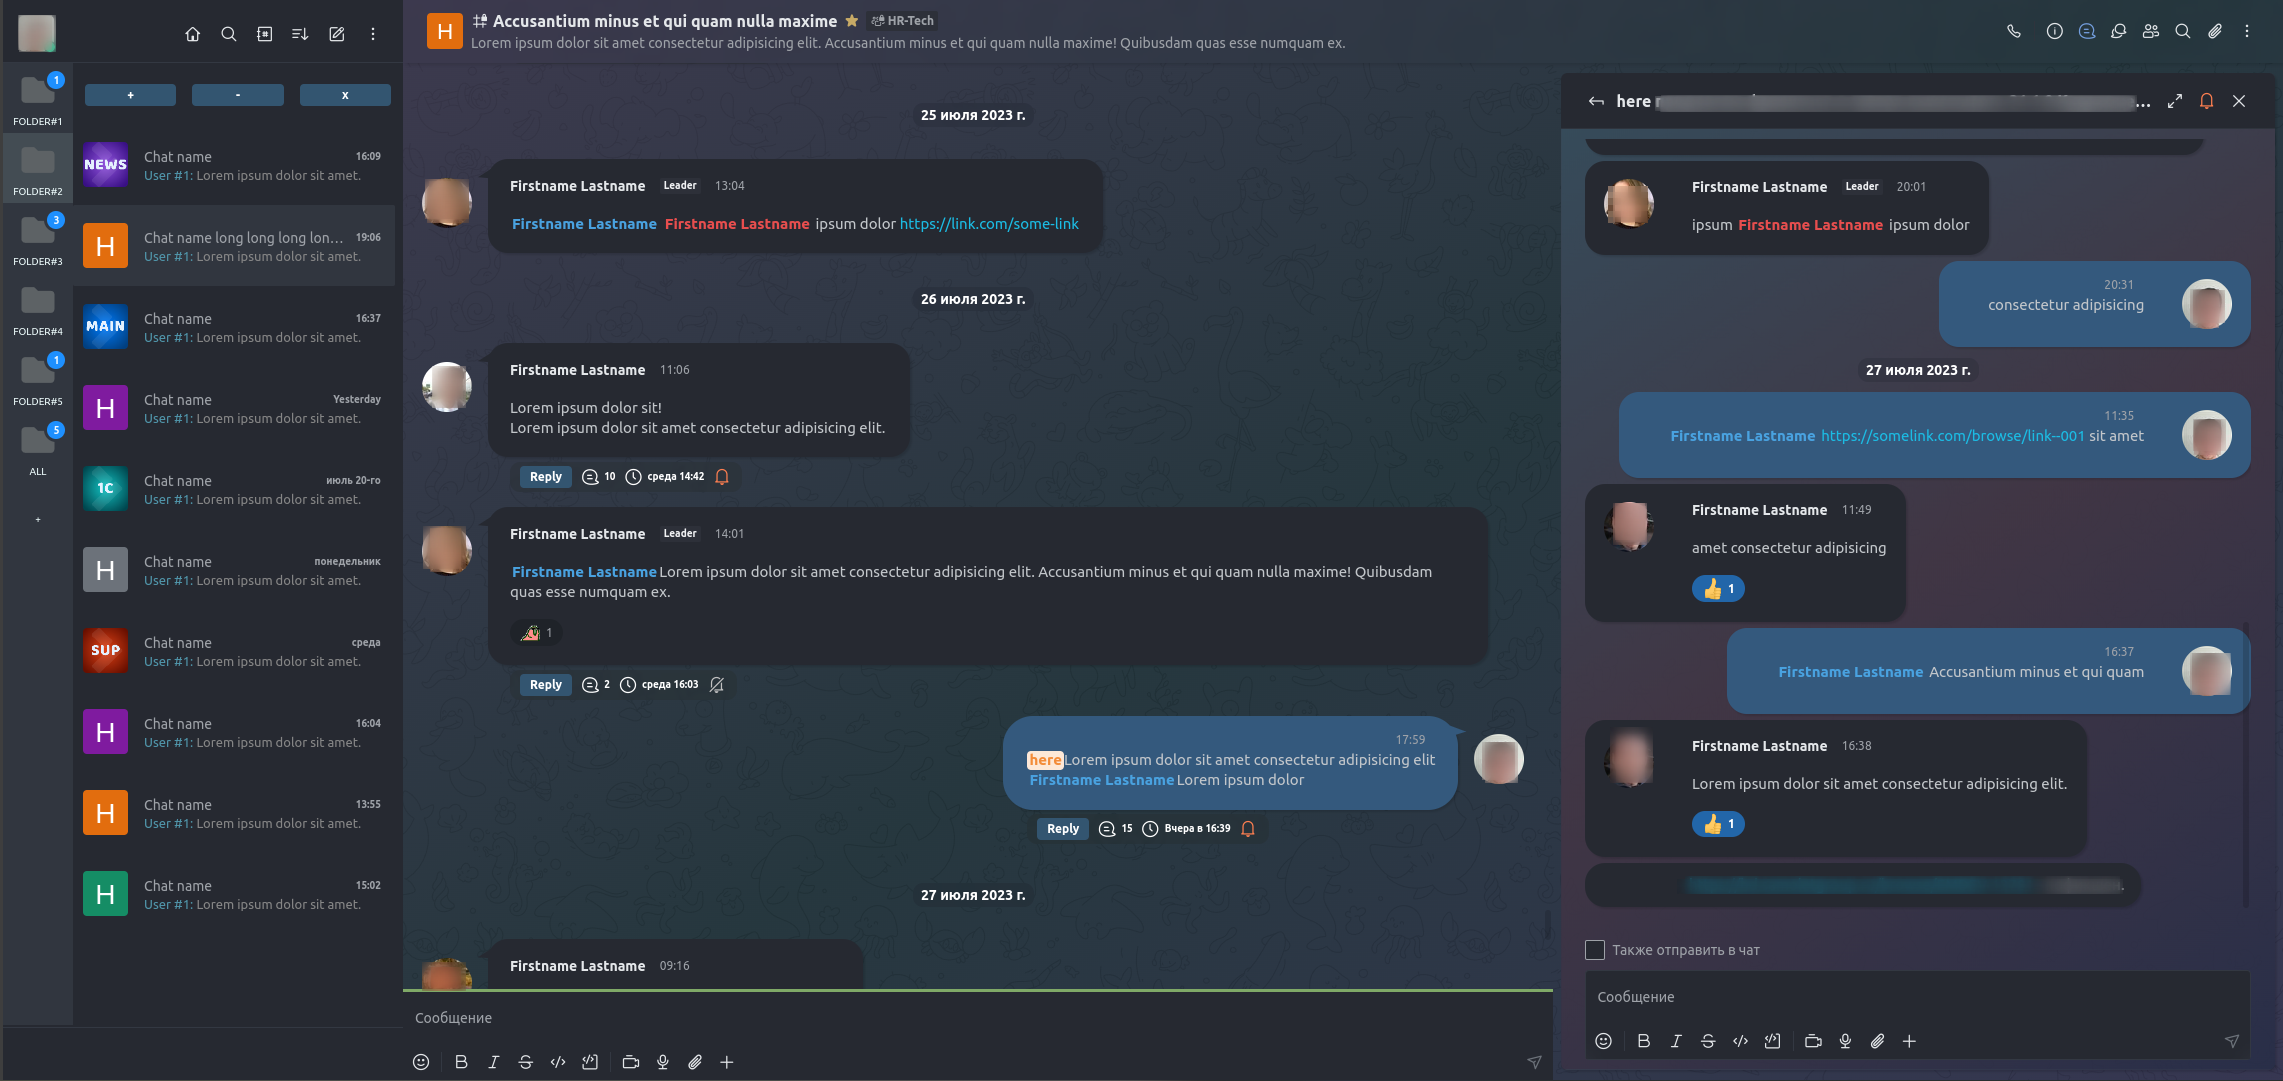 1
FOLDER#1
FOLDER#2
3
FOLDER#3
FOLDER#4
1
FOLDER#5
5
ALL
+
+ - x
NEWS
Chat name 16:09
User #1: Lorem ipsum dolor sit amet.
H
Chat name long long long lon... 19:06
User #1: Lorem ipsum dolor sit amet.
MAIN
Chat name 16:37
User #1: Lorem ipsum dolor sit amet.
H
Chat name Yesterday
User #1: Lorem ipsum dolor sit amet.
1C
Chat name июль 20-го
User #1: Lorem ipsum dolor sit amet.
H
Chat name понедельник
User #1: Lorem ipsum dolor sit amet.
SUP
Chat name среда
User #1: Lorem ipsum dolor sit amet.
H
Chat name 16:04
User #1: Lorem ipsum dolor sit amet.
H
Chat name 13:55
User #1: Lorem ipsum dolor sit amet.
H
Chat name 15:02
User #1: Lorem ipsum dolor sit amet.
H
Accusantium minus et qui quam nulla maxime HR-Tech
Lorem ipsum dolor sit amet consectetur adipisicing elit. Accusantium minus et qui quam nulla maxime! Quibusdam quas esse numquam ex.
25 июля 2023 г.
Firstname Lastname Leader 13:04
Firstname Lastname Firstname Lastname ipsum dolor https://link.com/some-link
26 июля 2023 г.
Firstname Lastname 11:06
Lorem ipsum dolor sit!
Lorem ipsum dolor sit amet consectetur adipisicing elit.
Reply 10 среда 14:42
Firstname Lastname Leader 14:01
Firstname Lastname Lorem ipsum dolor sit amet consectetur adipisicing elit. Accusantium minus et qui quam nulla maxime! Quibusdam
quas esse numquam ex.
1
Reply 2 среда 16:03
17:59
here Lorem ipsum dolor sit amet consectetur adipisicing elit
Firstname Lastname Lorem ipsum dolor
Reply 15 Вчера в 16:39
27 июля 2023 г.
Firstname Lastname 09:16
Сообщение
B I S
here ...
Firstname Lastname Leader 20:01
ipsum Firstname Lastname ipsum dolor
20:31
consectetur adipisicing
27 июля 2023 г.
11:35
Firstname Lastname https://somelink.com/browse/link--001 sit amet
Firstname Lastname 11:49
amet consectetur adipisicing
1
16:37
Firstname Lastname Accusantium minus et qui quam
Firstname Lastname 16:38
Lorem ipsum dolor sit amet consectetur adipisicing elit.
1
Также отправить в чат
Сообщение
B I S